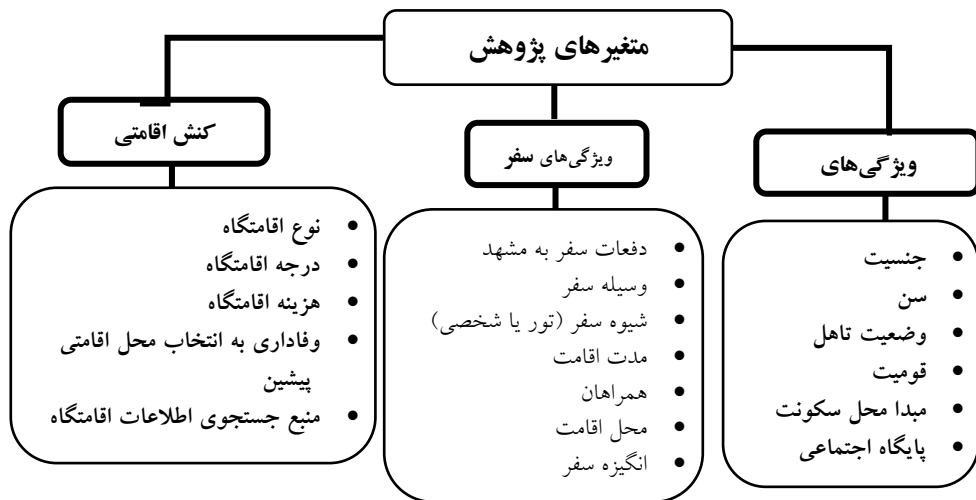 متغیرهای پژوهش
ویژگی‌های
جنسیت
سن
وضعیت تاهل
قومیت
مبدا محل سکونت
پایگاه اجتماعی
ویژگی‌های سفر
دفعات سفر به مشهد
وسیله سفر
شیوه سفر (تور یا شخصی)
مدت اقامت
همراهان
محل اقامت
انگیزه سفر
کنش اقامتی
نوع اقامتگاه
درجه اقامتگاه
هزینه اقامتگاه
وفاداری به انتخاب محل اقامتی
پیشین
منبع جستجوی اطلاعات اقامتگاه